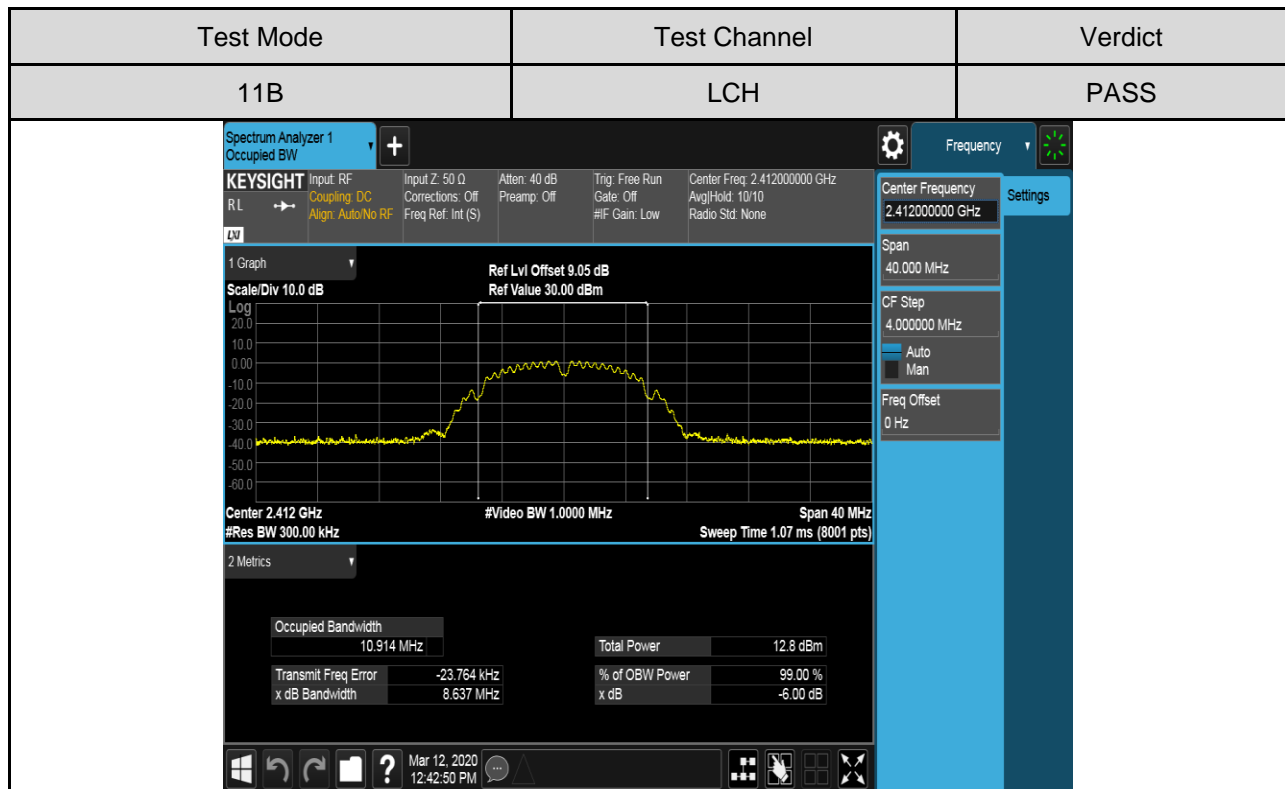 Test Mode Test Channel Verdict
11B LCH PASS
Spectrum Analyzer 1
Occupied BW
+
Frequency
KEYSIGHT
R L
LXI
Input: RF
Coupling: DC
Align: Auto/No RF
Input Z: 50 Ω
Corrections: Off
Freq Ref: Int (S)
Atten: 40 dB
Preamp: Off
Trig: Free Run
Gate: Off
#IF Gain: Low
Center Freq: 2.412000000 GHz
Avg|Hold: 10/10
Radio Std: None
Center Frequency
2.412000000 GHz
Settings
Span
40.000 MHz
CF Step
4.000000 MHz
Auto
Man
Freq Offset
0 Hz
1 Graph
Scale/Div 10.0 dB
Ref Lvl Offset 9.05 dB
Ref Value 30.00 dBm
Log
20.0
10.0
0.00
-10.0
-20.0
-30.0
-40.0
-50.0
-60.0
Center 2.412 GHz #Video BW 1.0000 MHz Span 40 MHz
#Res BW 300.00 kHz Sweep Time 1.07 ms (8001 pts)
2 Metrics
Occupied Bandwidth
10.914 MHz
Total Power 12.8 dBm
Transmit Freq Error -23.764 kHz
% of OBW Power 99.00 %
x dB Bandwidth 8.637 MHz
x dB -6.00 dB
?
Mar 12, 2020
12:42:50 PM